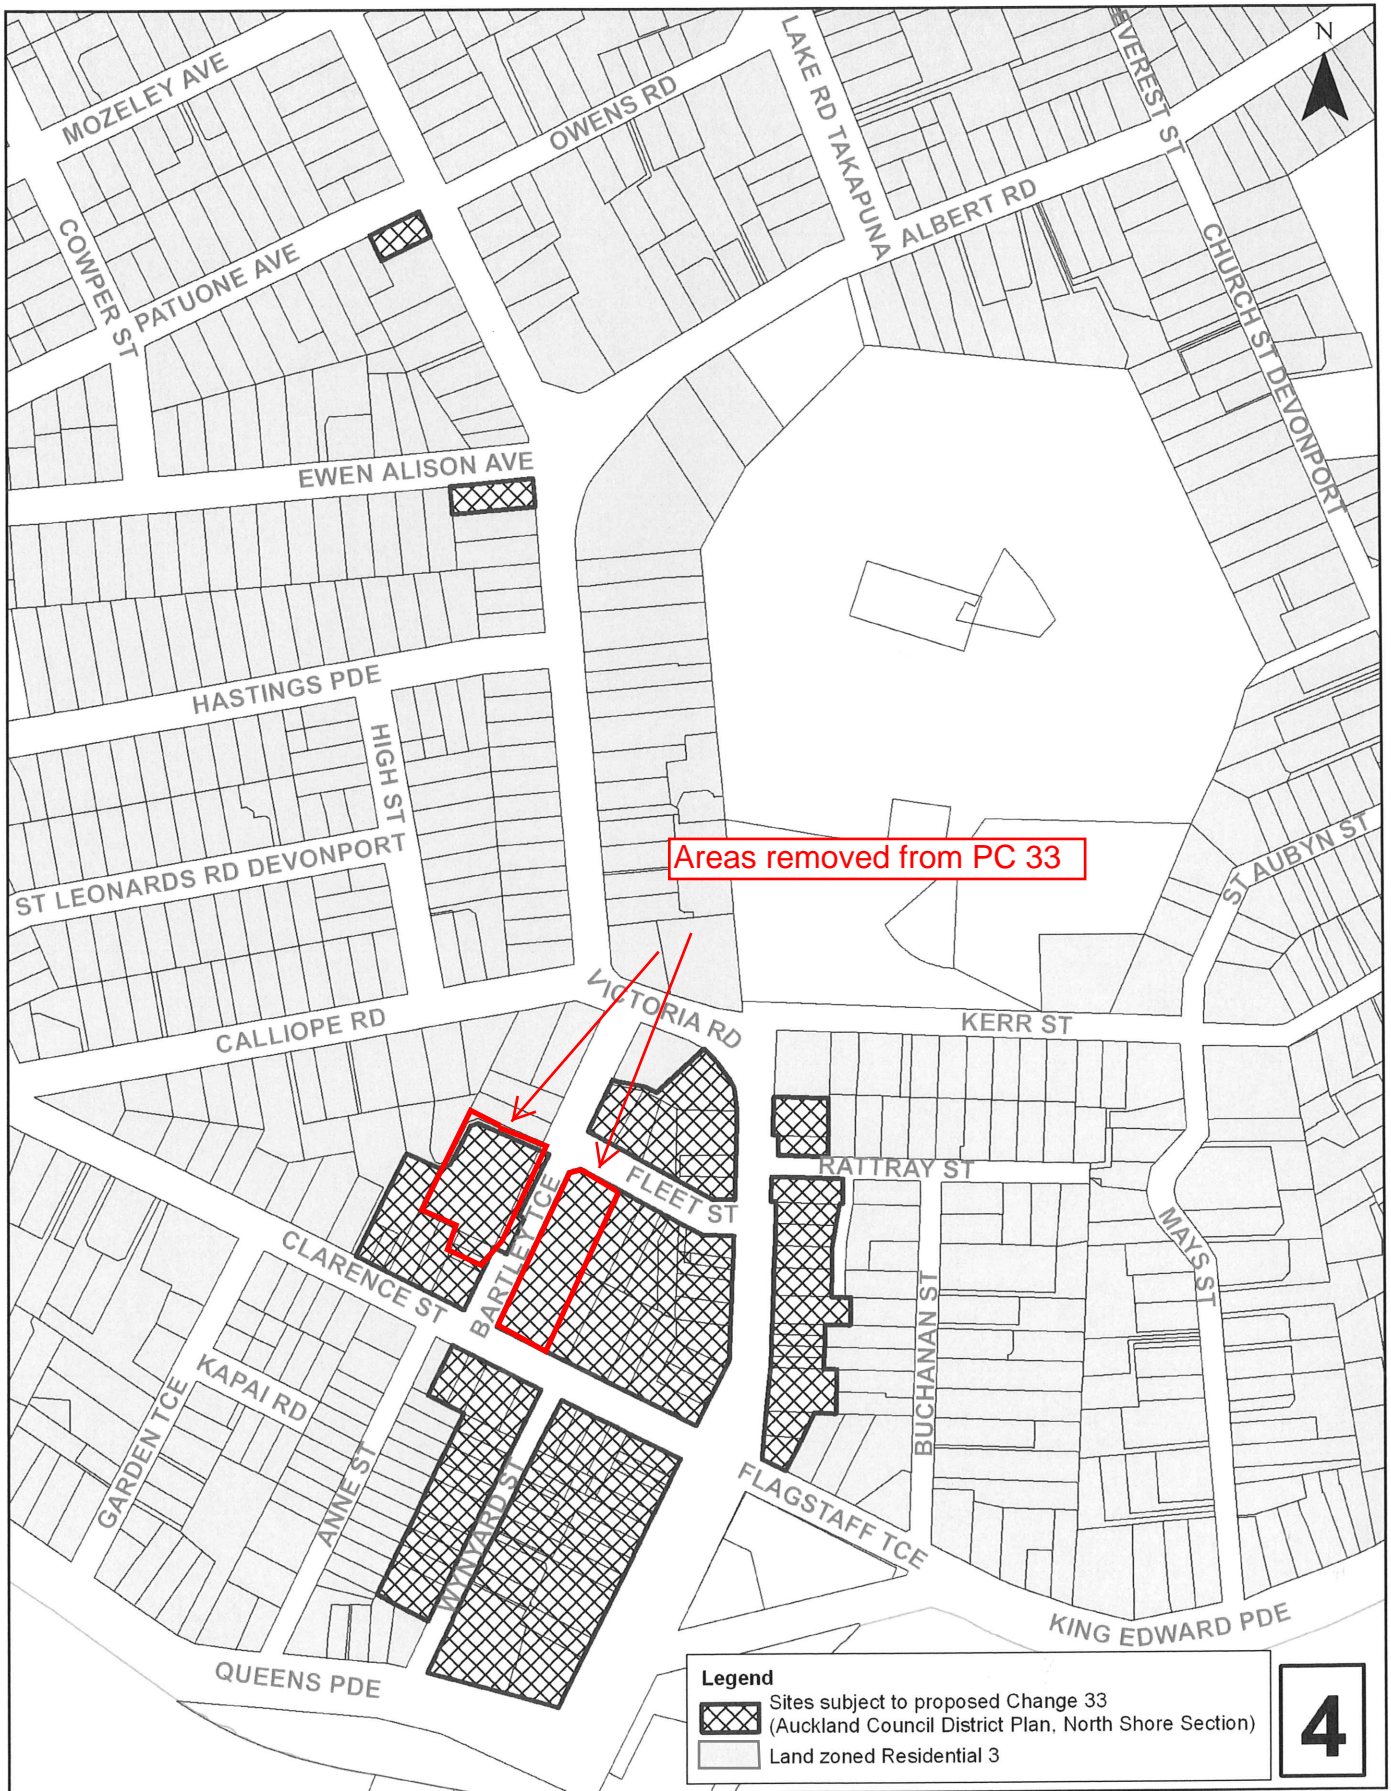 N
MOZELEY AVE
OWENS RD
LAKE RD TAKAPUNA
EVEREST ST
ALBERT RD
COWPER ST
PATUONE AVE
CHURCH ST DEVONPORT
EWEN ALISON AVE
HASTINGS PDE
HIGH ST
ST LEONARDS RD DEVONPORT
Areas removed from PC 33
ST AUBYN ST
VICTORIA RD
CALLIOPE RD
KERR ST
RATTRAY ST
FLEET ST
BARTLEY TCE
CLARENCE ST
MAYS ST
BUCHANAN ST
KAPAI RD
GARDEN TCE
ANNE ST
WYNYARD ST
FLAGSTAFF TCE
KING EDWARD PDE
QUEENS PDE
Legend
Sites subject to proposed Change 33
(Auckland Council District Plan, North Shore Section)
Land zoned Residential 3
4